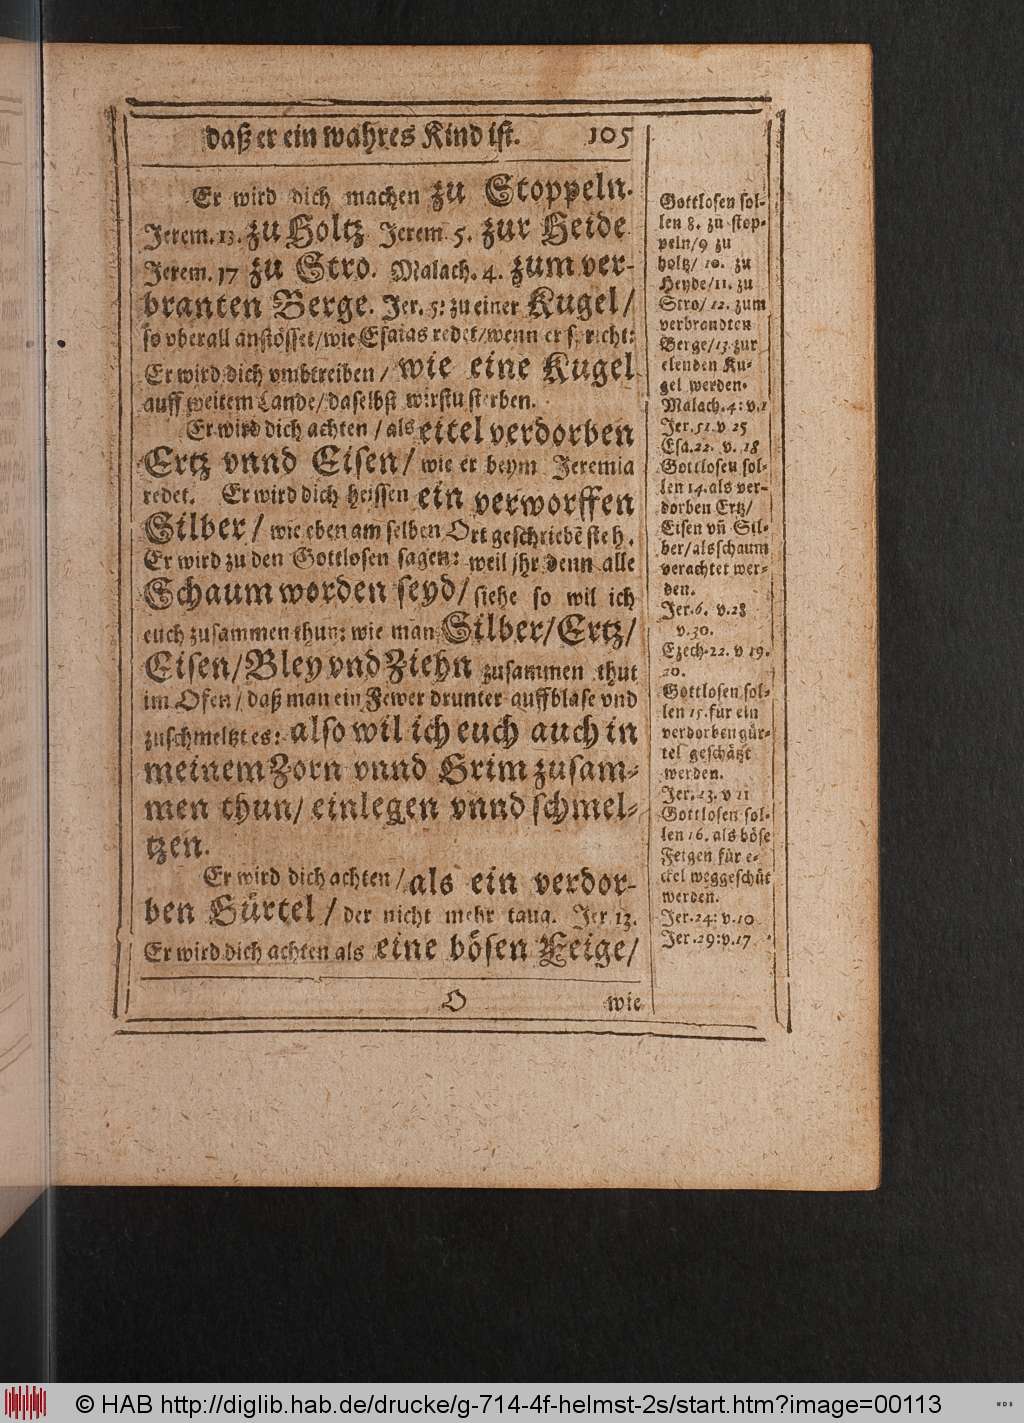 daß er ein wahres Kind ist. 105
Er wird dich machen zu Stoppeln.
Jerem. 13. zu Holtz Jerem 5. zur Heide
Jerem. 17 zu Stro. Malach. 4. zum ver-
branten Berge. Jer. 5: zu einer Kugel /
so vberall anstösset / wie Esaias redet / wenn er spricht:
Er wird dich vmbtreiben / wie eine Kugel
auff weitem Lande / daselbst wirstu sterben.
Er wird dich achten / als eitel verdorben
Ertz vnnd Eisen / wie er beym Jeremia
redet. Er wird dich heissen ein verworffen
Silber / wie eben am selben Ort geschriebē steh.
Er wird zu den Gottlosen sagen: weil jhr denn alle
Schaum worden seyd / siehe so wil ich
euch zusammen thun: wie man Silber / Ertz /
Eisen / Bley vnd Ziehn zusammen thut
im Ofen / daß man ein Fewer drunter auffblase vnd
zuschmeltzt es: also wil ich euch auch in
meinem Zorn vnnd Grim zusam-
men thun / einlegen vnnd schmel-
tzen.
Er wird dich achten / als ein verdor-
ben Gürtel / der nicht mehr taug. Jer 13.
Er wird dich achten als eine bösen Feige /
O wie
Gottlosen sol-
len 8. zu stop-
peln / 9 zu
holtz / 10. zu
Heyde / 11. zu
Stro / 12. zum
verbrandten
Berge / 13 zur
elenden Ku-
gel werden.
Malach. 4: v. 1
Jer. 51. v 25
Esa. 22. v. 18
Gottlosen sol-
len 14. als ver-
dorben Ertz /
Eisen vn̄ Sil-
ber / als schaum
verachtet wer-
den.
Jer. 6. v. 28
v. 30.
Ezech. 22. v 19.
20.
Gottlosen sol-
len 15. für ein
verdorben gür-
tel geschätzt
werden.
Jer. 13. v 11
Gottlosen sol-
len 16. als böse
Feigen für e-
ckel weggeschüt
werden.
Jer. 24: v. 10
Jer. 29: v. 17
© HAB http://diglib.hab.de/drucke/g-714-4f-helmst-2s/start.htm?image=00113